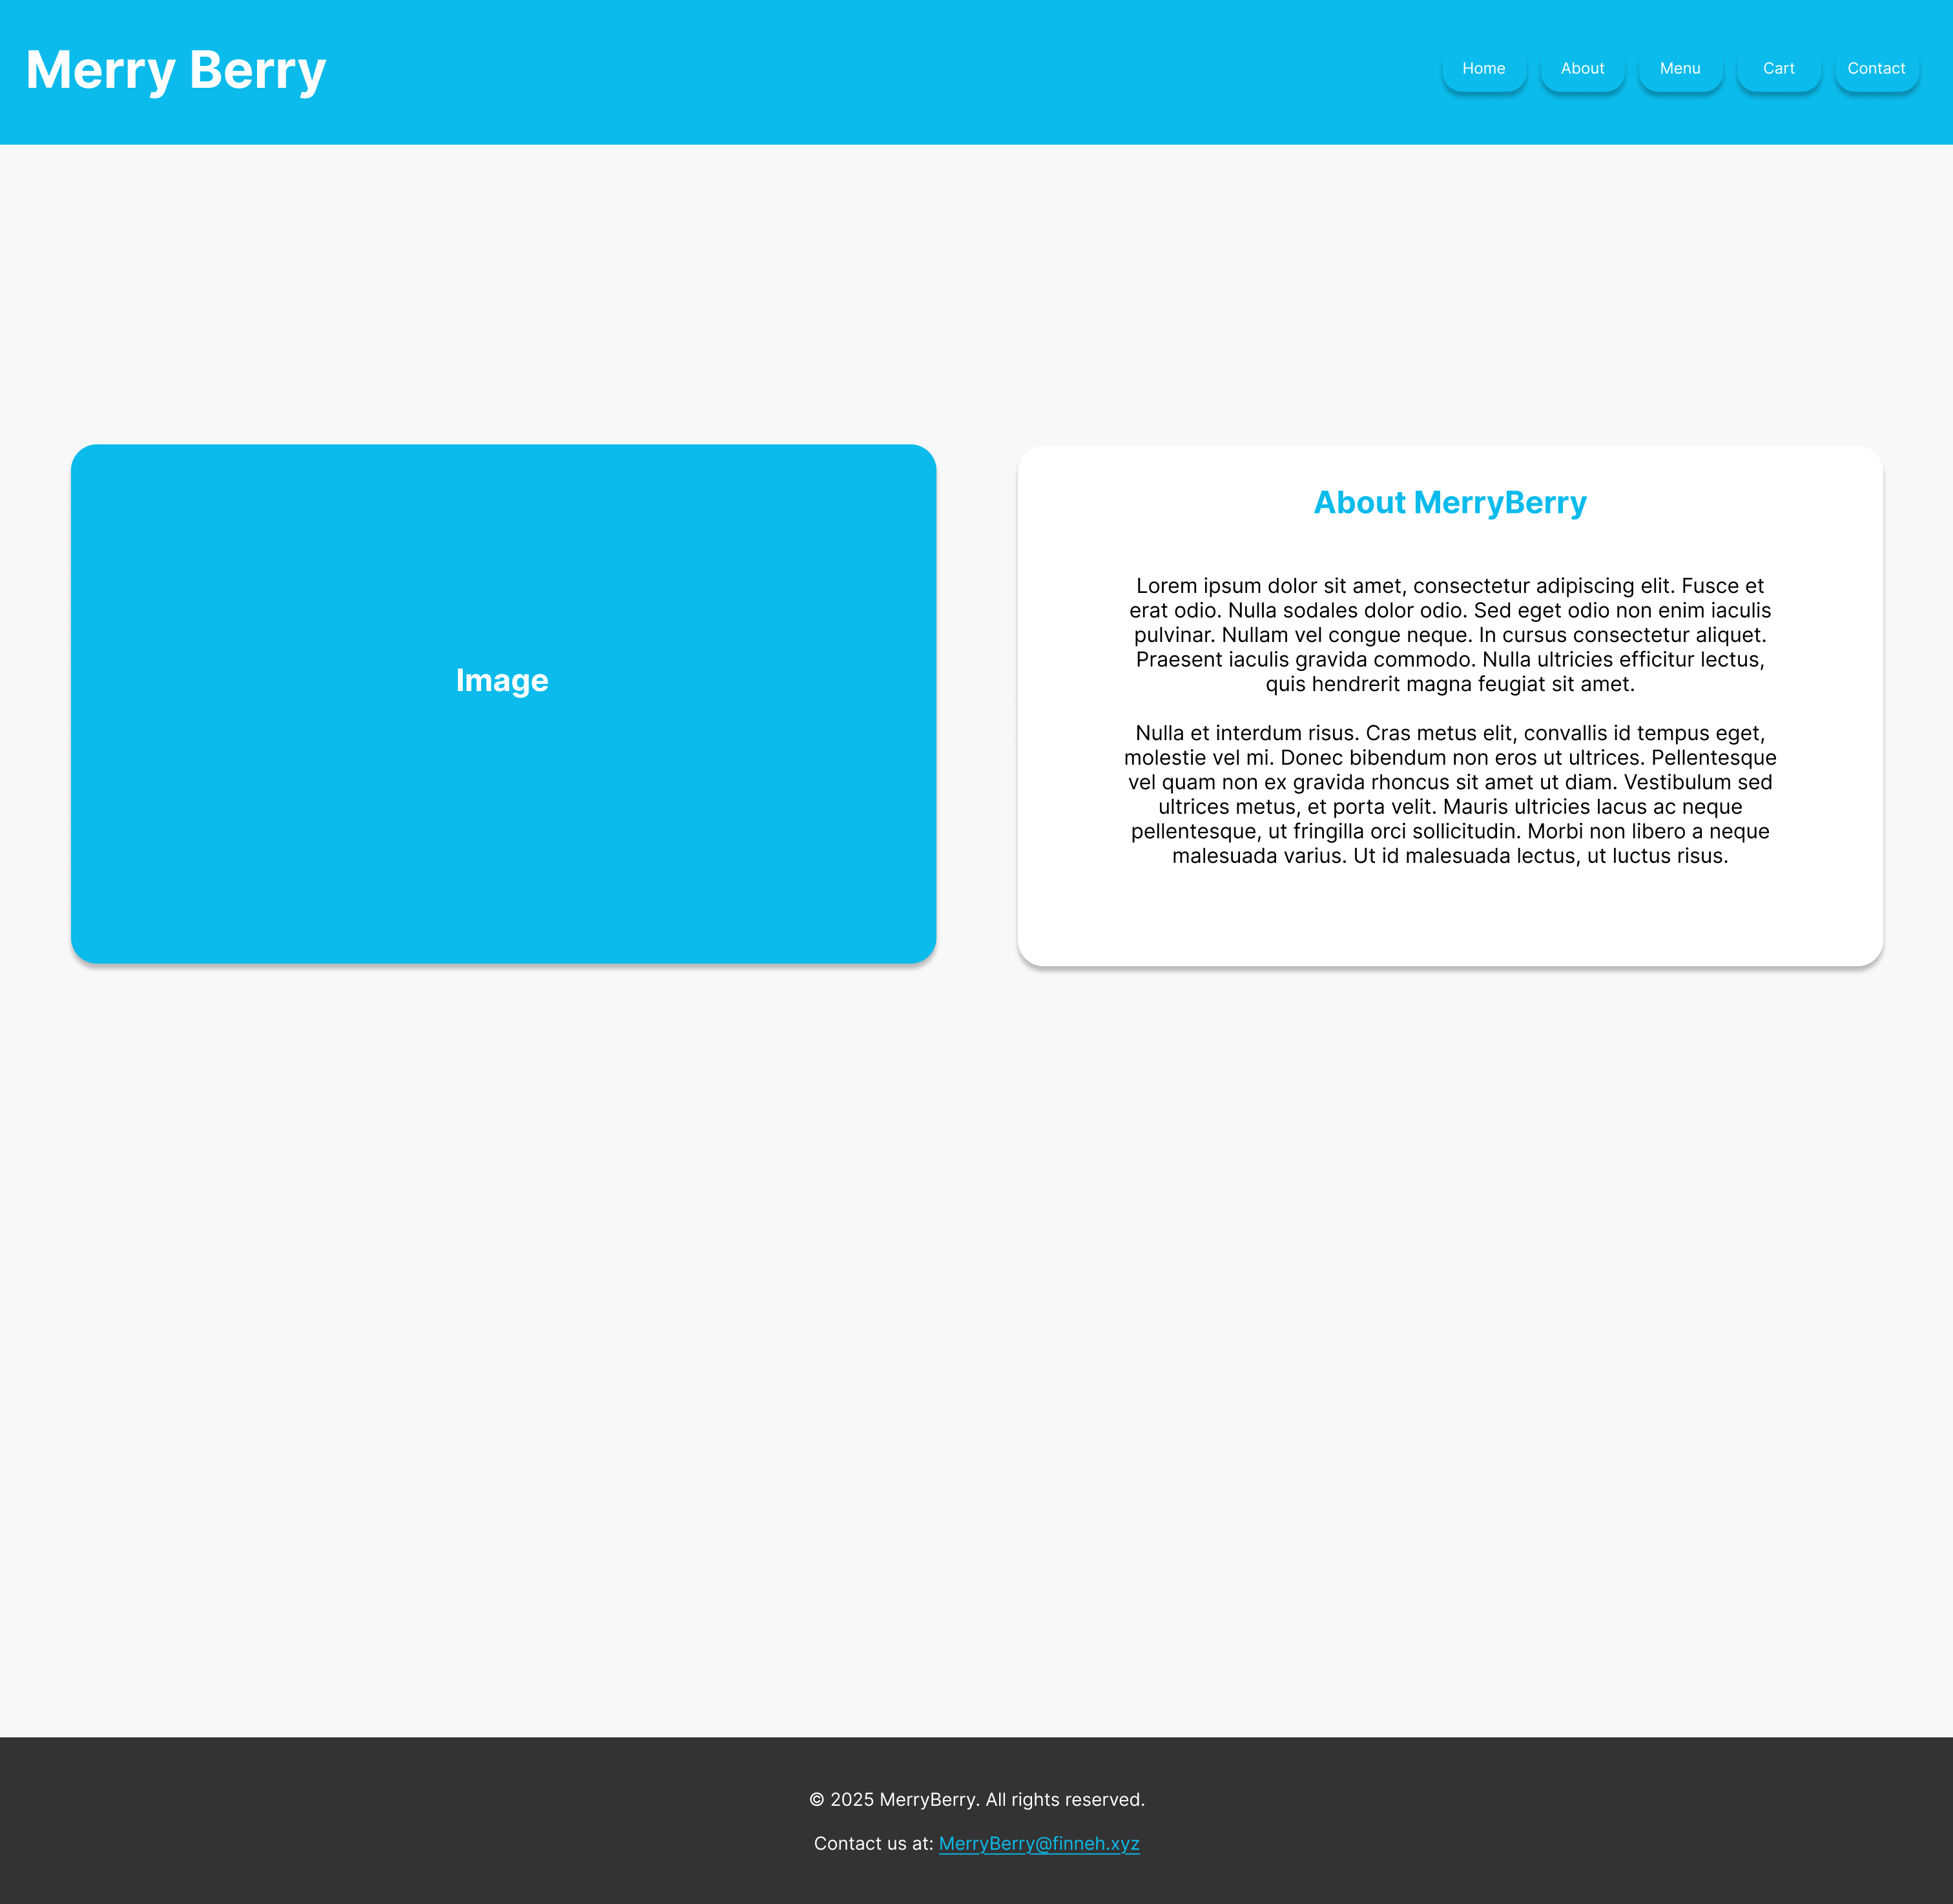 Merry Berry
Home
About
Menu
Cart
Contact
Image
About MerryBerry
Lorem ipsum dolor sit amet, consectetur adipiscing elit. Fusce et
erat odio. Nulla sodales dolor odio. Sed eget odio non enim iaculis
pulvinar. Nullam vel congue neque. In cursus consectetur aliquet.
Praesent iaculis gravida commodo. Nulla ultricies efficitur lectus,
quis hendrerit magna feugiat sit amet.
Nulla et interdum risus. Cras metus elit, convallis id tempus eget,
molestie vel mi. Donec bibendum non eros ut ultrices. Pellentesque
vel quam non ex gravida rhoncus sit amet ut diam. Vestibulum sed
ultrices metus, et porta velit. Mauris ultricies lacus ac neque
pellentesque, ut fringilla orci sollicitudin. Morbi non libero a neque
malesuada varius. Ut id malesuada lectus, ut luctus risus.
© 2025 MerryBerry. All rights reserved.
Contact us at: MerryBerry@finneh.xyz